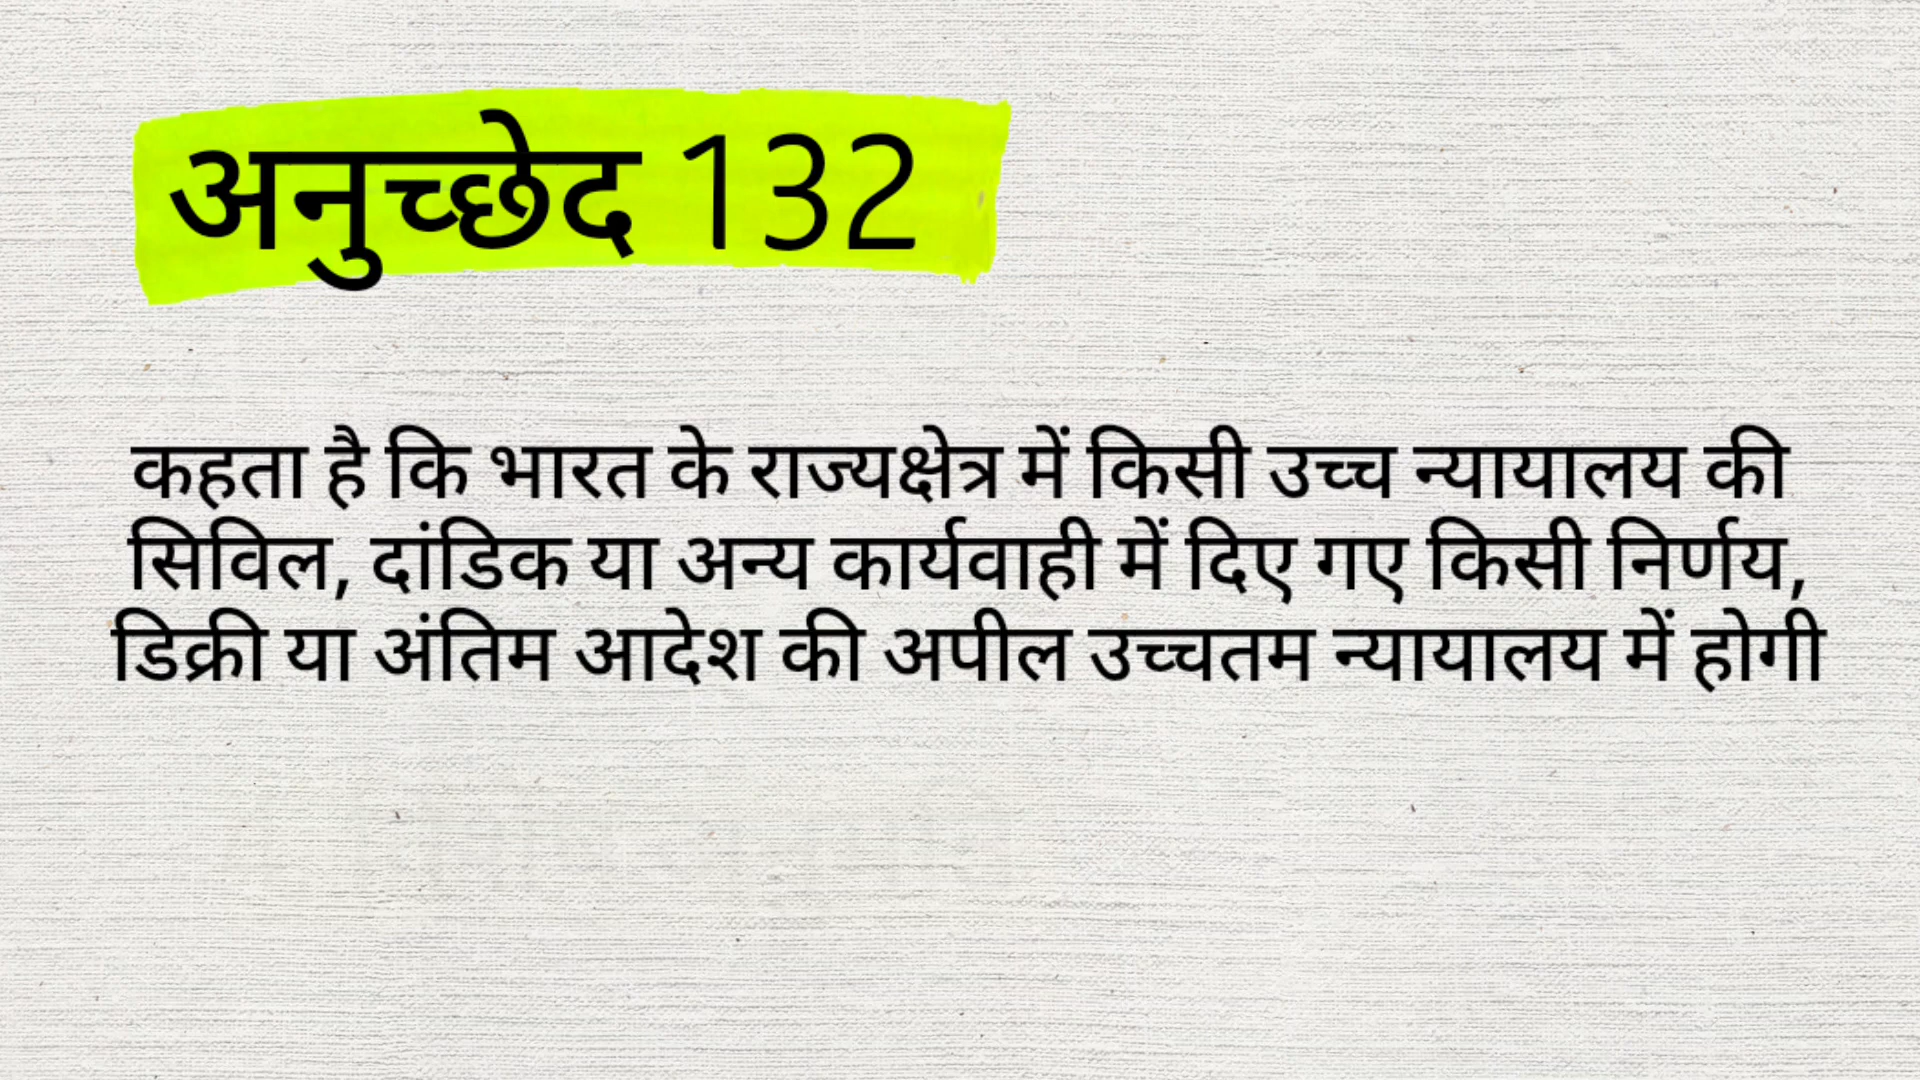 अनुच्छेद 132
कहता है कि भारत के राज्यक्षेत्र में किसी उच्च न्यायालय की
सिविल, दांडिक या अन्य कार्यवाही में दिए गए किसी निर्णय,
डिक्री या अंतिम आदेश की अपील उच्चतम न्यायालय में होगी